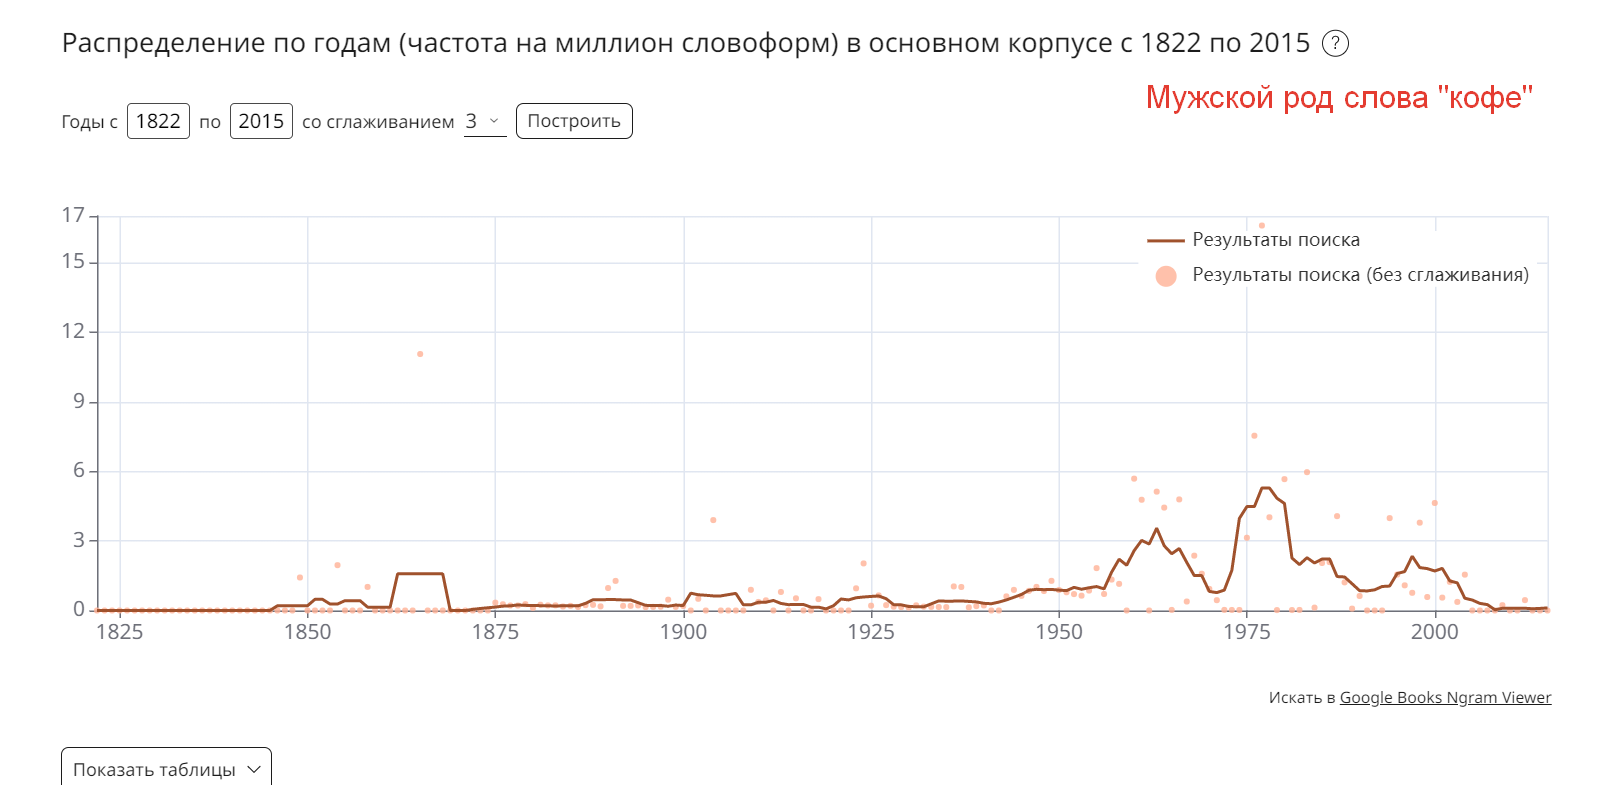 Распределение по годам (частота на миллион словоформ) в основном корпусе с 1822 по 2015 ?
Мужской род слова "кофе"
Годы с 1822 по 2015 со сглаживанием 3 Построить
17
15
12
9
6
3
0
Результаты поиска
Результаты поиска (без сглаживания)
1825 1850 1875 1900 1925 1950 1975 2000
Искать в Google Books Ngram Viewer
Показать таблицы